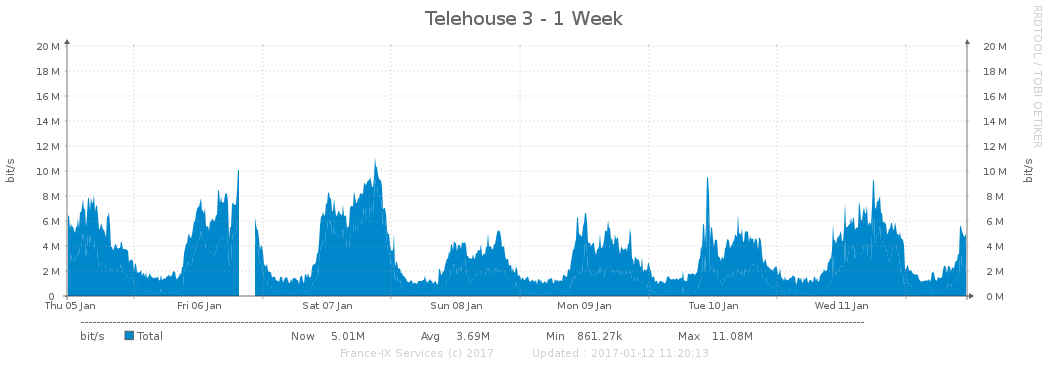 Telehouse 3 - 1 Week
RRDTOOL / TOBI OETIKER
bit/s
bit/s
20 M 20 M
18 M 18 M
16 M 16 M
14 M 14 M
12 M 12 M
10 M 10 M
8 M 8 M
6 M 6 M
4 M 4 M
2 M 2 M
0 0 M
Thu 05 Jan Fri 06 Jan Sat 07 Jan Sun 08 Jan Mon 09 Jan Tue 10 Jan Wed 11 Jan
bit/s Total Now 5.01M Avg 3.69M Min 861.27k Max 11.08M
France-IX Services (c) 2017 Updated : 2017-01-12 11:20:13